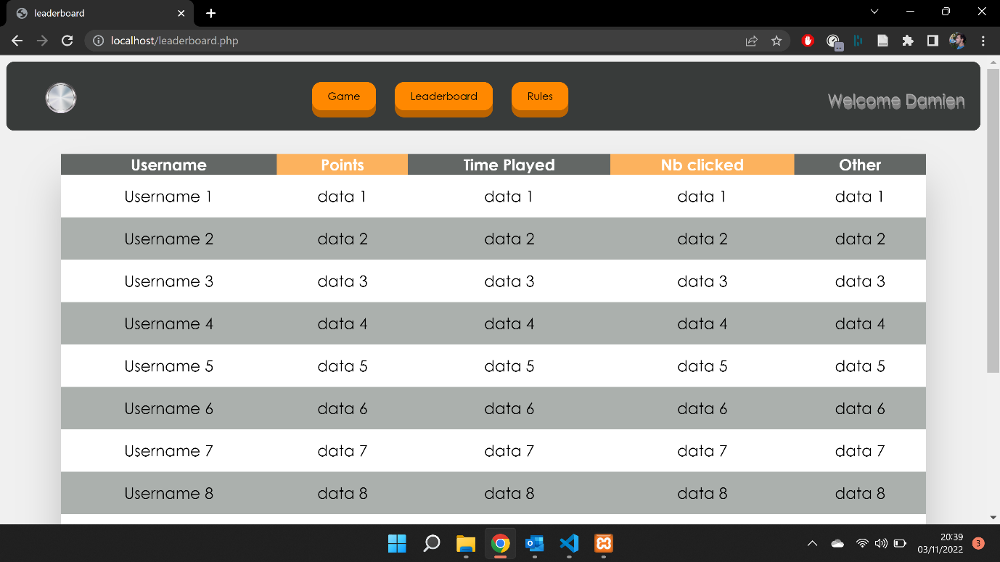 leaderboard
localhost/leaderboard.php
Game Leaderboard Rules Welcome Damien
Username Points Time Played Nb clicked Other
Username 1 data 1 data 1 data 1 data 1
Username 2 data 2 data 2 data 2 data 2
Username 3 data 3 data 3 data 3 data 3
Username 4 data 4 data 4 data 4 data 4
Username 5 data 5 data 5 data 5 data 5
Username 6 data 6 data 6 data 6 data 6
Username 7 data 7 data 7 data 7 data 7
Username 8 data 8 data 8 data 8 data 8
20:39
03/11/2022 3